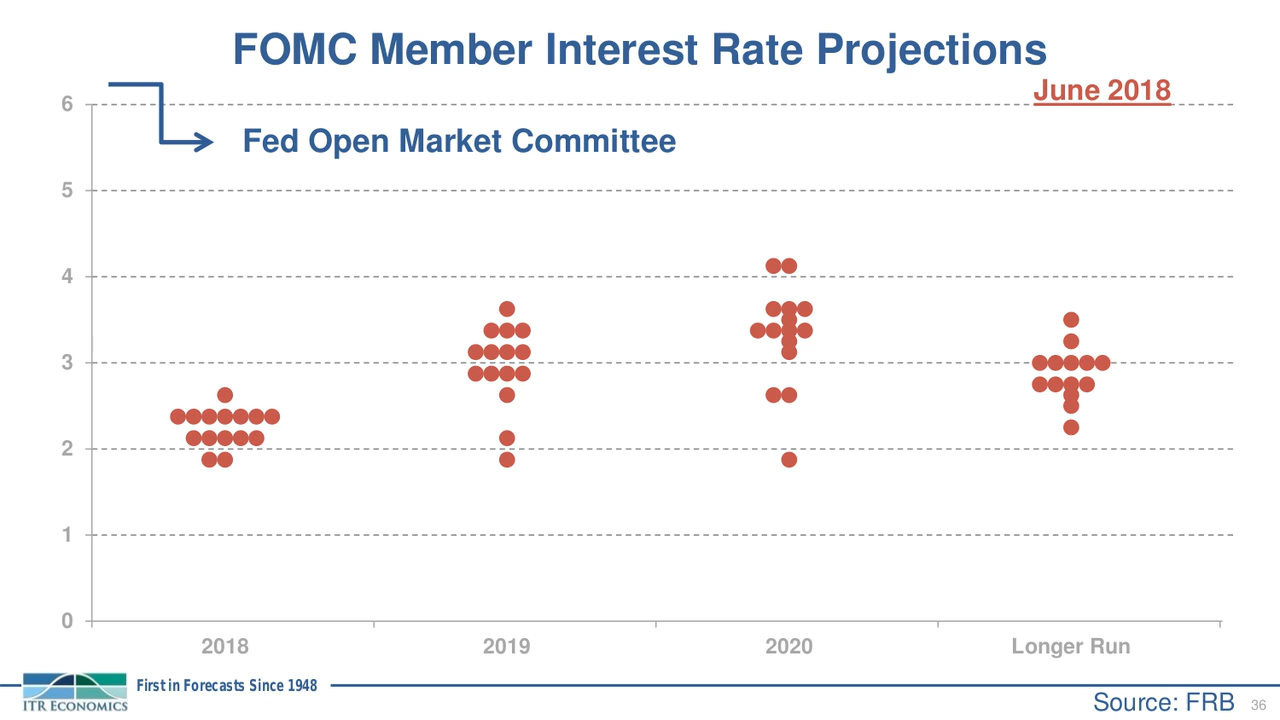 FOMC Member Interest Rate Projections
June 2018
Fed Open Market Committee
6
5
4
3
2
1
0
2018 2019 2020 Longer Run
ITR ECONOMICS
First in Forecasts Since 1948
Source: FRB
36